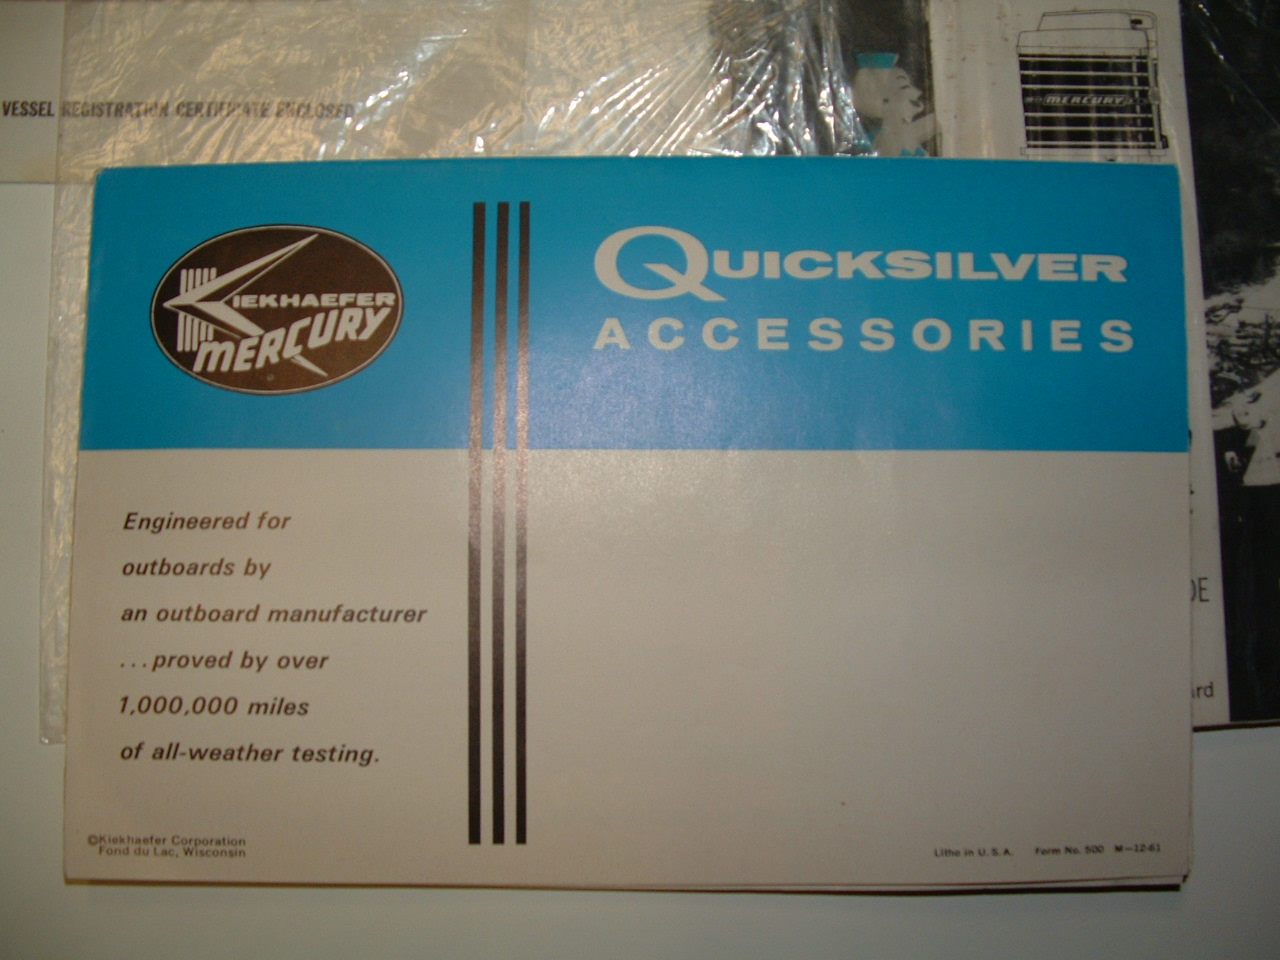 VESSEL REGISTRATION CERTIFICATE ENCLOSED
MERCURY
KIEKHAEFER
MERCURY
®
QUICKSILVER
ACCESSORIES
Engineered for
outboards by
an outboard manufacturer
...proved by over
1,000,000 miles
of all-weather testing.
©Kiekhaefer Corporation
Fond du Lac, Wisconsin
Litho in U.S.A. Form No. 500 M-12-61
DE
rd